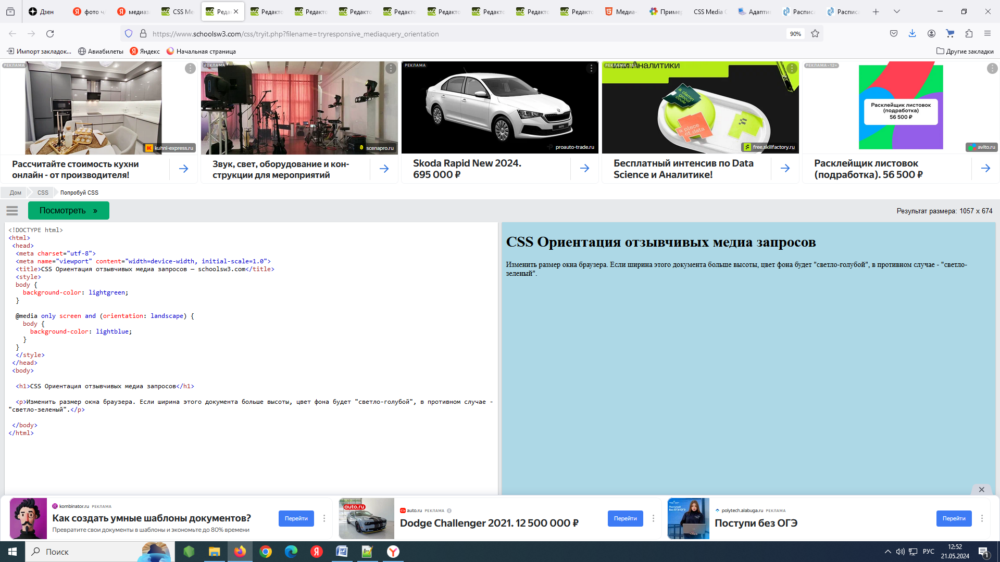 Дзен
фото ч
медиаз
CSS Me
Реда
Редакто
Редакто
Редакто
Редакто
Редакто
Редакто
Редакто
Редакто
Медиа-
Пример
CSS Media
Адаптив
Расписа
Расписа
https://www.schoolsw3.com/css/tryit.php?filename=tryresponsive_mediaquery_orientation
90%
Импорт закладок...
Авиабилеты
Яндекс
Начальная страница
Другие закладки
РЕКЛАМА
kuhni-express.ru
Рассчитайте стоимость кухни
онлайн - от производителя!
РЕКЛАМА
scenapro.ru
Звук, свет, оборудование и кон-
струкции для мероприятий
РЕКЛАМА
proauto-trade.ru
Skoda Rapid New 2024.
695 000 ₽
a damn
good
code
a piece
of data
free.skillfactory.ru
Бесплатный интенсив по Data
Science и Аналитике!
РЕКЛАМА • 12+
Расклейщик листовок
(подработка)
56 500 ₽
avito.ru
Расклейщик листовок
(подработка). 56 500 ₽
Дом
CSS
Попробуй CSS
Посмотреть »
Результат размера: 1057 x 674
<!DOCTYPE html>
<html>
<head>
<meta charset="utf-8">
<meta name="viewport" content="width=device-width, initial-scale=1.0">
<title>CSS Ориентация отзывчивых медиа запросов — schoolsw3.com</title>
<style>
body {
background-color: lightgreen;
}
@media only screen and (orientation: landscape) {
body {
background-color: lightblue;
}
}
</style>
</head>
<body>
<h1>CSS Ориентация отзывчивых медиа запросов</h1>
<p>Изменить размер окна браузера. Если ширина этого документа больше высоты, цвет фона будет "светло-голубой", в противном случае -
"светло-зеленый".</p>
</body>
</html>
CSS Ориентация отзывчивых медиа запросов
Изменить размер окна браузера. Если ширина этого документа больше высоты, цвет фона будет "светло-голубой", в противном случае - "светло-
зеленый".
kombinator.ru РЕКЛАМА
Как создать умные шаблоны документов?
Превратите свои документы в шаблоны и экономьте до 80% времени
Перейти
auto.ru
auto.ru РЕКЛАМА
Dodge Challenger 2021. 12 500 000 ₽
Перейти
polytech.alabuga.ru РЕКЛАМА
Поступи без ОГЭ
Перейти
Поиск
РУС
12:52
21.05.2024
1